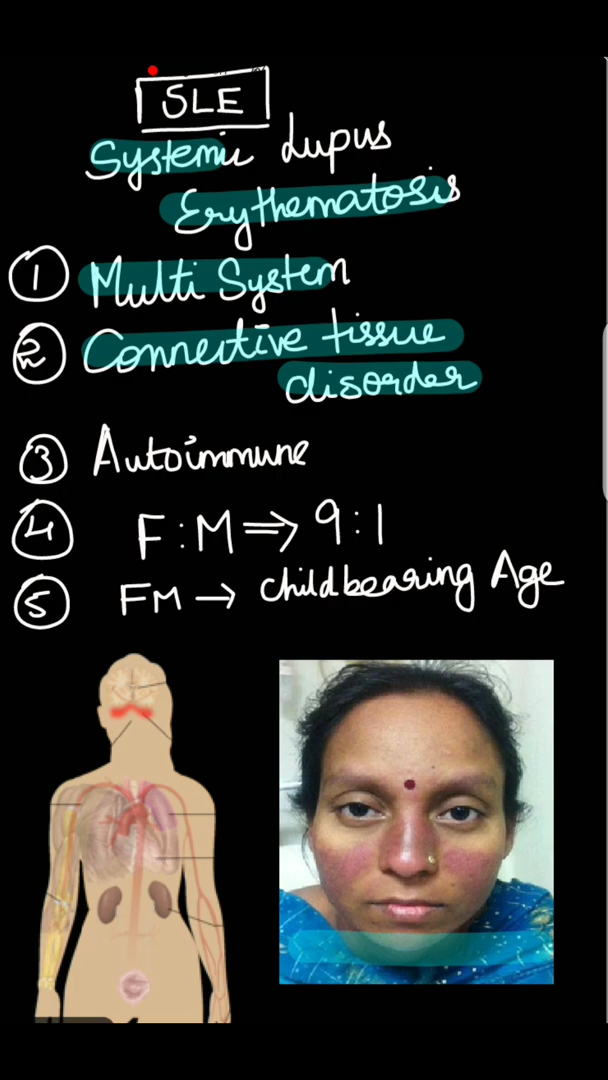 SLE
Systemic Lupus
Erythematosis
1 Multi System
2 Connective tissue
disorder
3 Autoimmune
4 F:M ⇒ 9:1
5 FM → childbearing Age